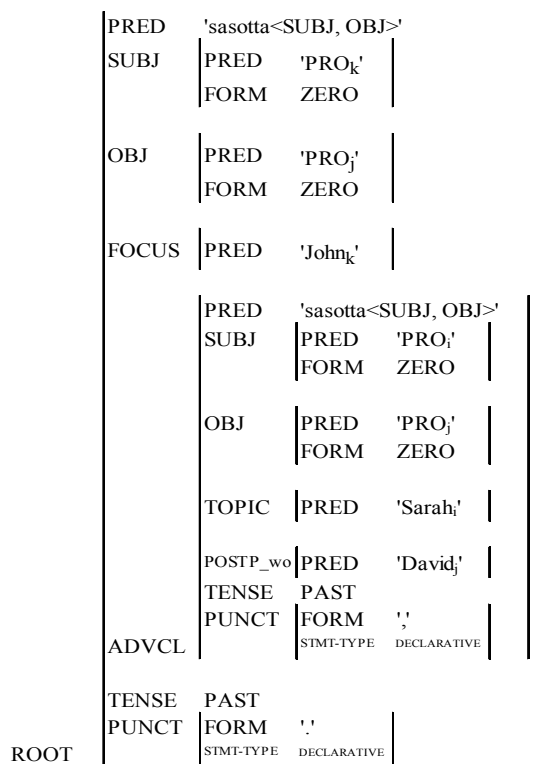 PRED 'sasotta<SUBJ, OBJ>'
SUBJ PRED 'PROk'
FORM ZERO
OBJ PRED 'PROj'
FORM ZERO
FOCUS PRED 'Johnk'
PRED 'sasotta<SUBJ, OBJ>'
SUBJ PRED 'PROi'
FORM ZERO
OBJ PRED 'PROj'
FORM ZERO
TOPIC PRED 'Sarahi'
POSTP_wo PRED 'Davidj'
TENSE PAST
PUNCT FORM ','
ADVCL STMT-TYPE DECLARATIVE
TENSE PAST
PUNCT FORM '.'
ROOT STMT-TYPE DECLARATIVE